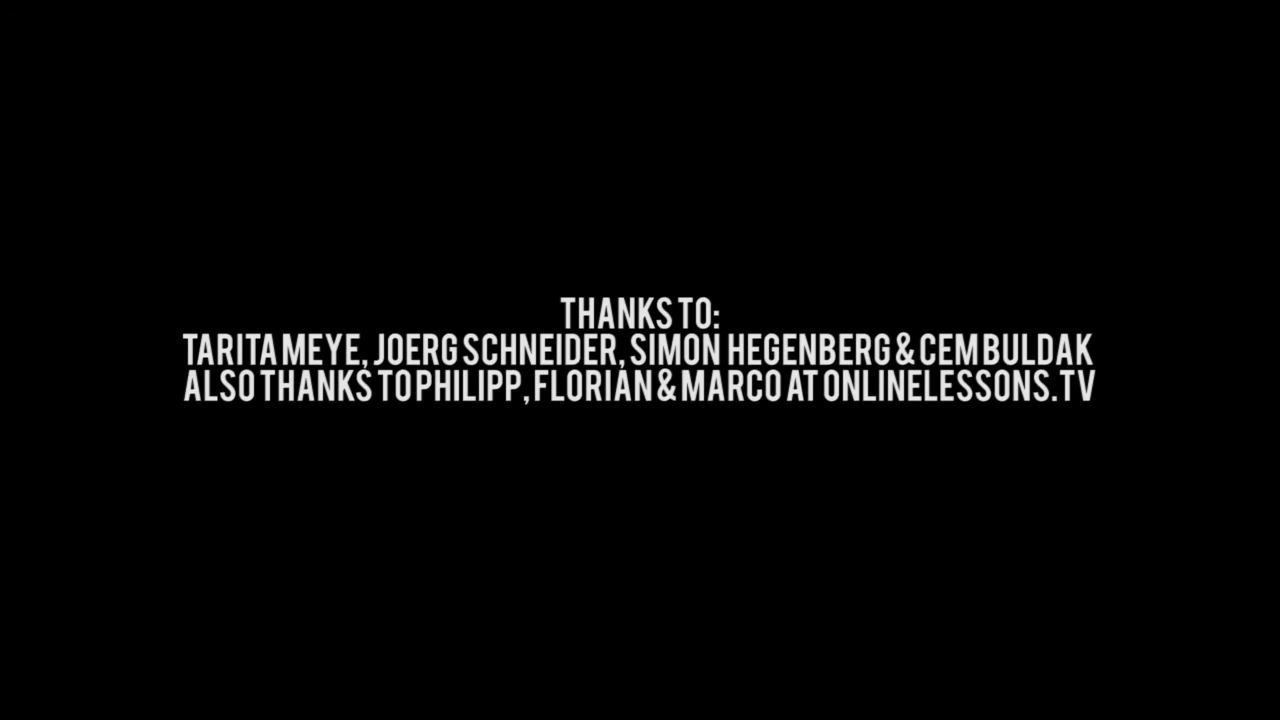 THANKS TO:
TARITA MEYE, JOERG SCHNEIDER, SIMON HEGENBERG & CEM BULDAK
ALSO THANKS TO PHILIPP, FLORIAN & MARCO AT ONLINELESSONS.TV